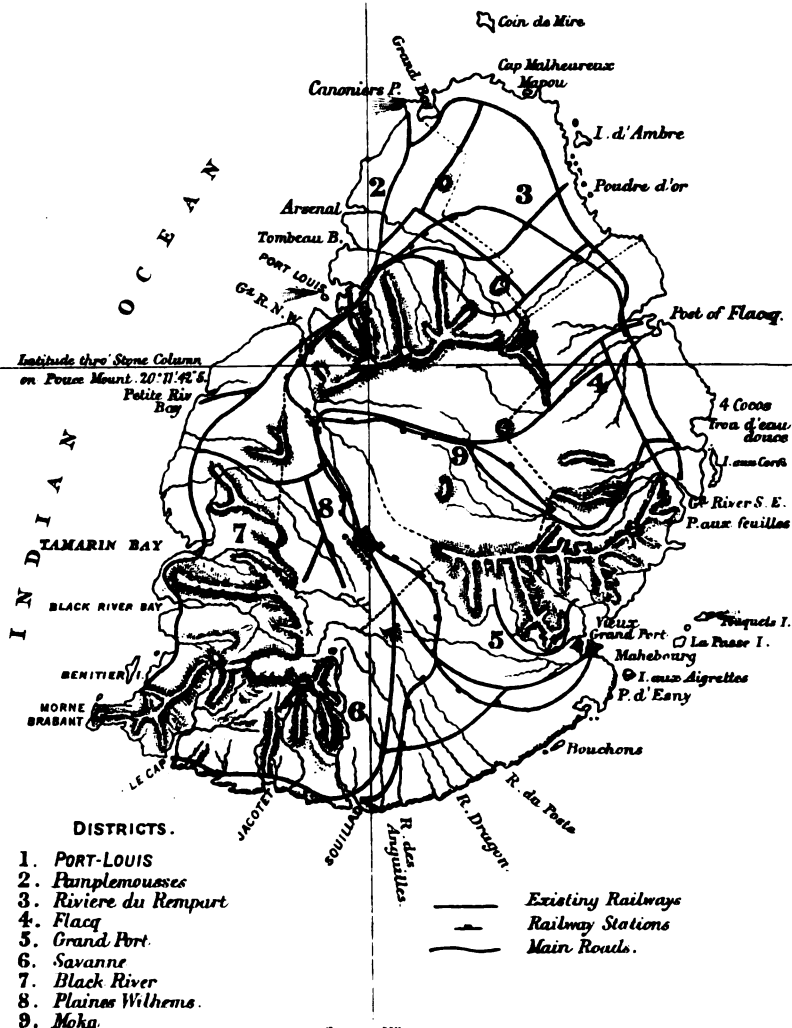 Coin de Mire
Cap Malheureux
Mapou
Grand Bay
Canoniers P.
I. d'Ambre
2
3
Poudre d'or
Arsenal
Tombeau B.
PORT LOUIS
Gd R. N. W.
Port of Flacq.
INDIAN OCEAN
Latitude thro' Stone Column
on Pouce Mount. 20° 11' 42" S.
Petite Riv
Bay
4
4 Cocos
Trou d'eau
douce
I. aux Cerfs
9
8
7
Gd River S. E.
P. aux feuilles
TAMARIN BAY
BLACK RIVER BAY
5
Vieux
Grand Port
Mahebourg
La Passe I.
I. aux Aigrettes
P. d'Esny
BENITIER I.
MORNE
BRABANT
6
Bouchons
LE CAP
JACOTET
SOUILLAC
R. des
Anguilles.
R. Dragon.
R. du Poste
DISTRICTS.
1. PORT-LOUIS
2. Pamplemousses
3. Riviere du Rempart
4. Flacq
5. Grand Port.
6. Savanne
7. Black River
8. Plaines Wilhems.
9. Moka
Existing Railways
Railway Stations
Main Roads.